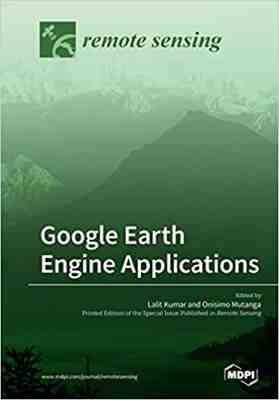 remote sensing
Google Earth
Engine Applications
Edited by
Lalit Kumar and Onisimo Mutanga
Printed Edition of the Special Issue Published in Remote Sensing
www.mdpi.com/journal/remotesensing
MDPI